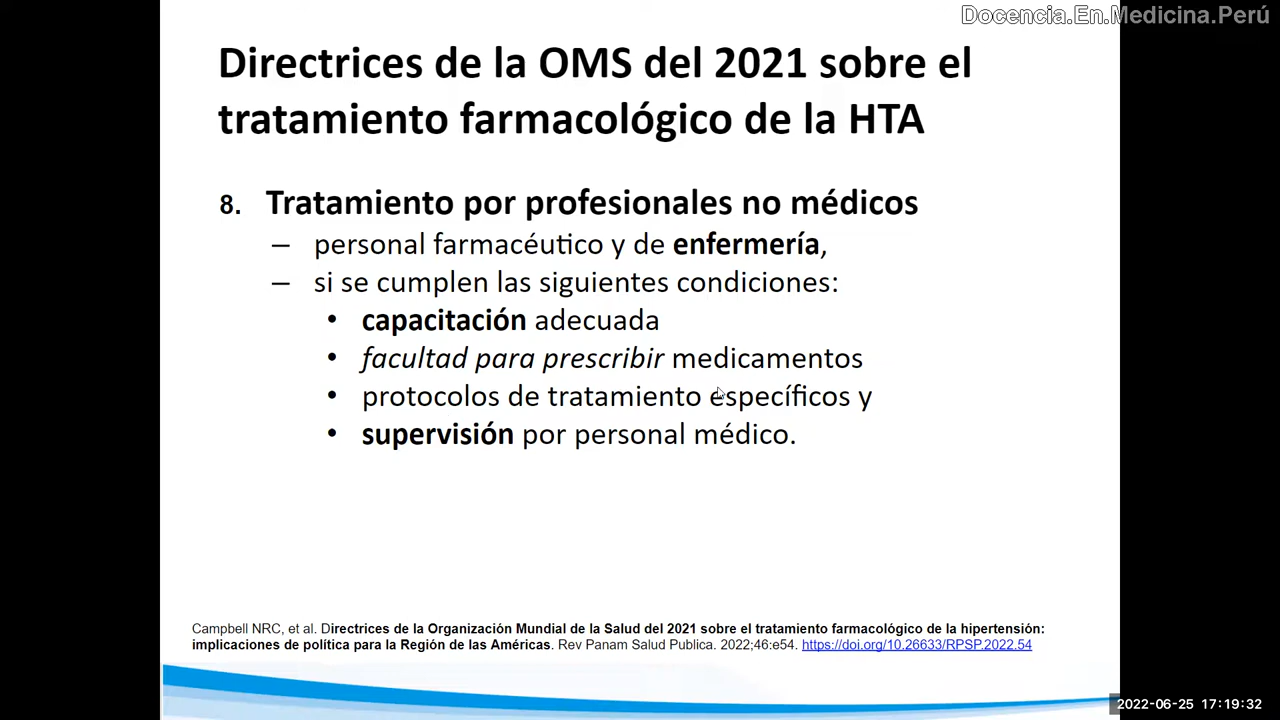 Docencia.En.Medicina.Perú
Directrices de la OMS del 2021 sobre el
tratamiento farmacológico de la HTA
8. Tratamiento por profesionales no médicos
– personal farmacéutico y de enfermería,
– si se cumplen las siguientes condiciones:
• capacitación adecuada
• facultad para prescribir medicamentos
• protocolos de tratamiento específicos y
• supervisión por personal médico.
Campbell NRC, et al. Directrices de la Organización Mundial de la Salud del 2021 sobre el tratamiento farmacológico de la hipertensión:
implicaciones de política para la Región de las Américas. Rev Panam Salud Publica. 2022;46:e54. https://doi.org/10.26633/RPSP.2022.54
2022-06-25 17:19:32